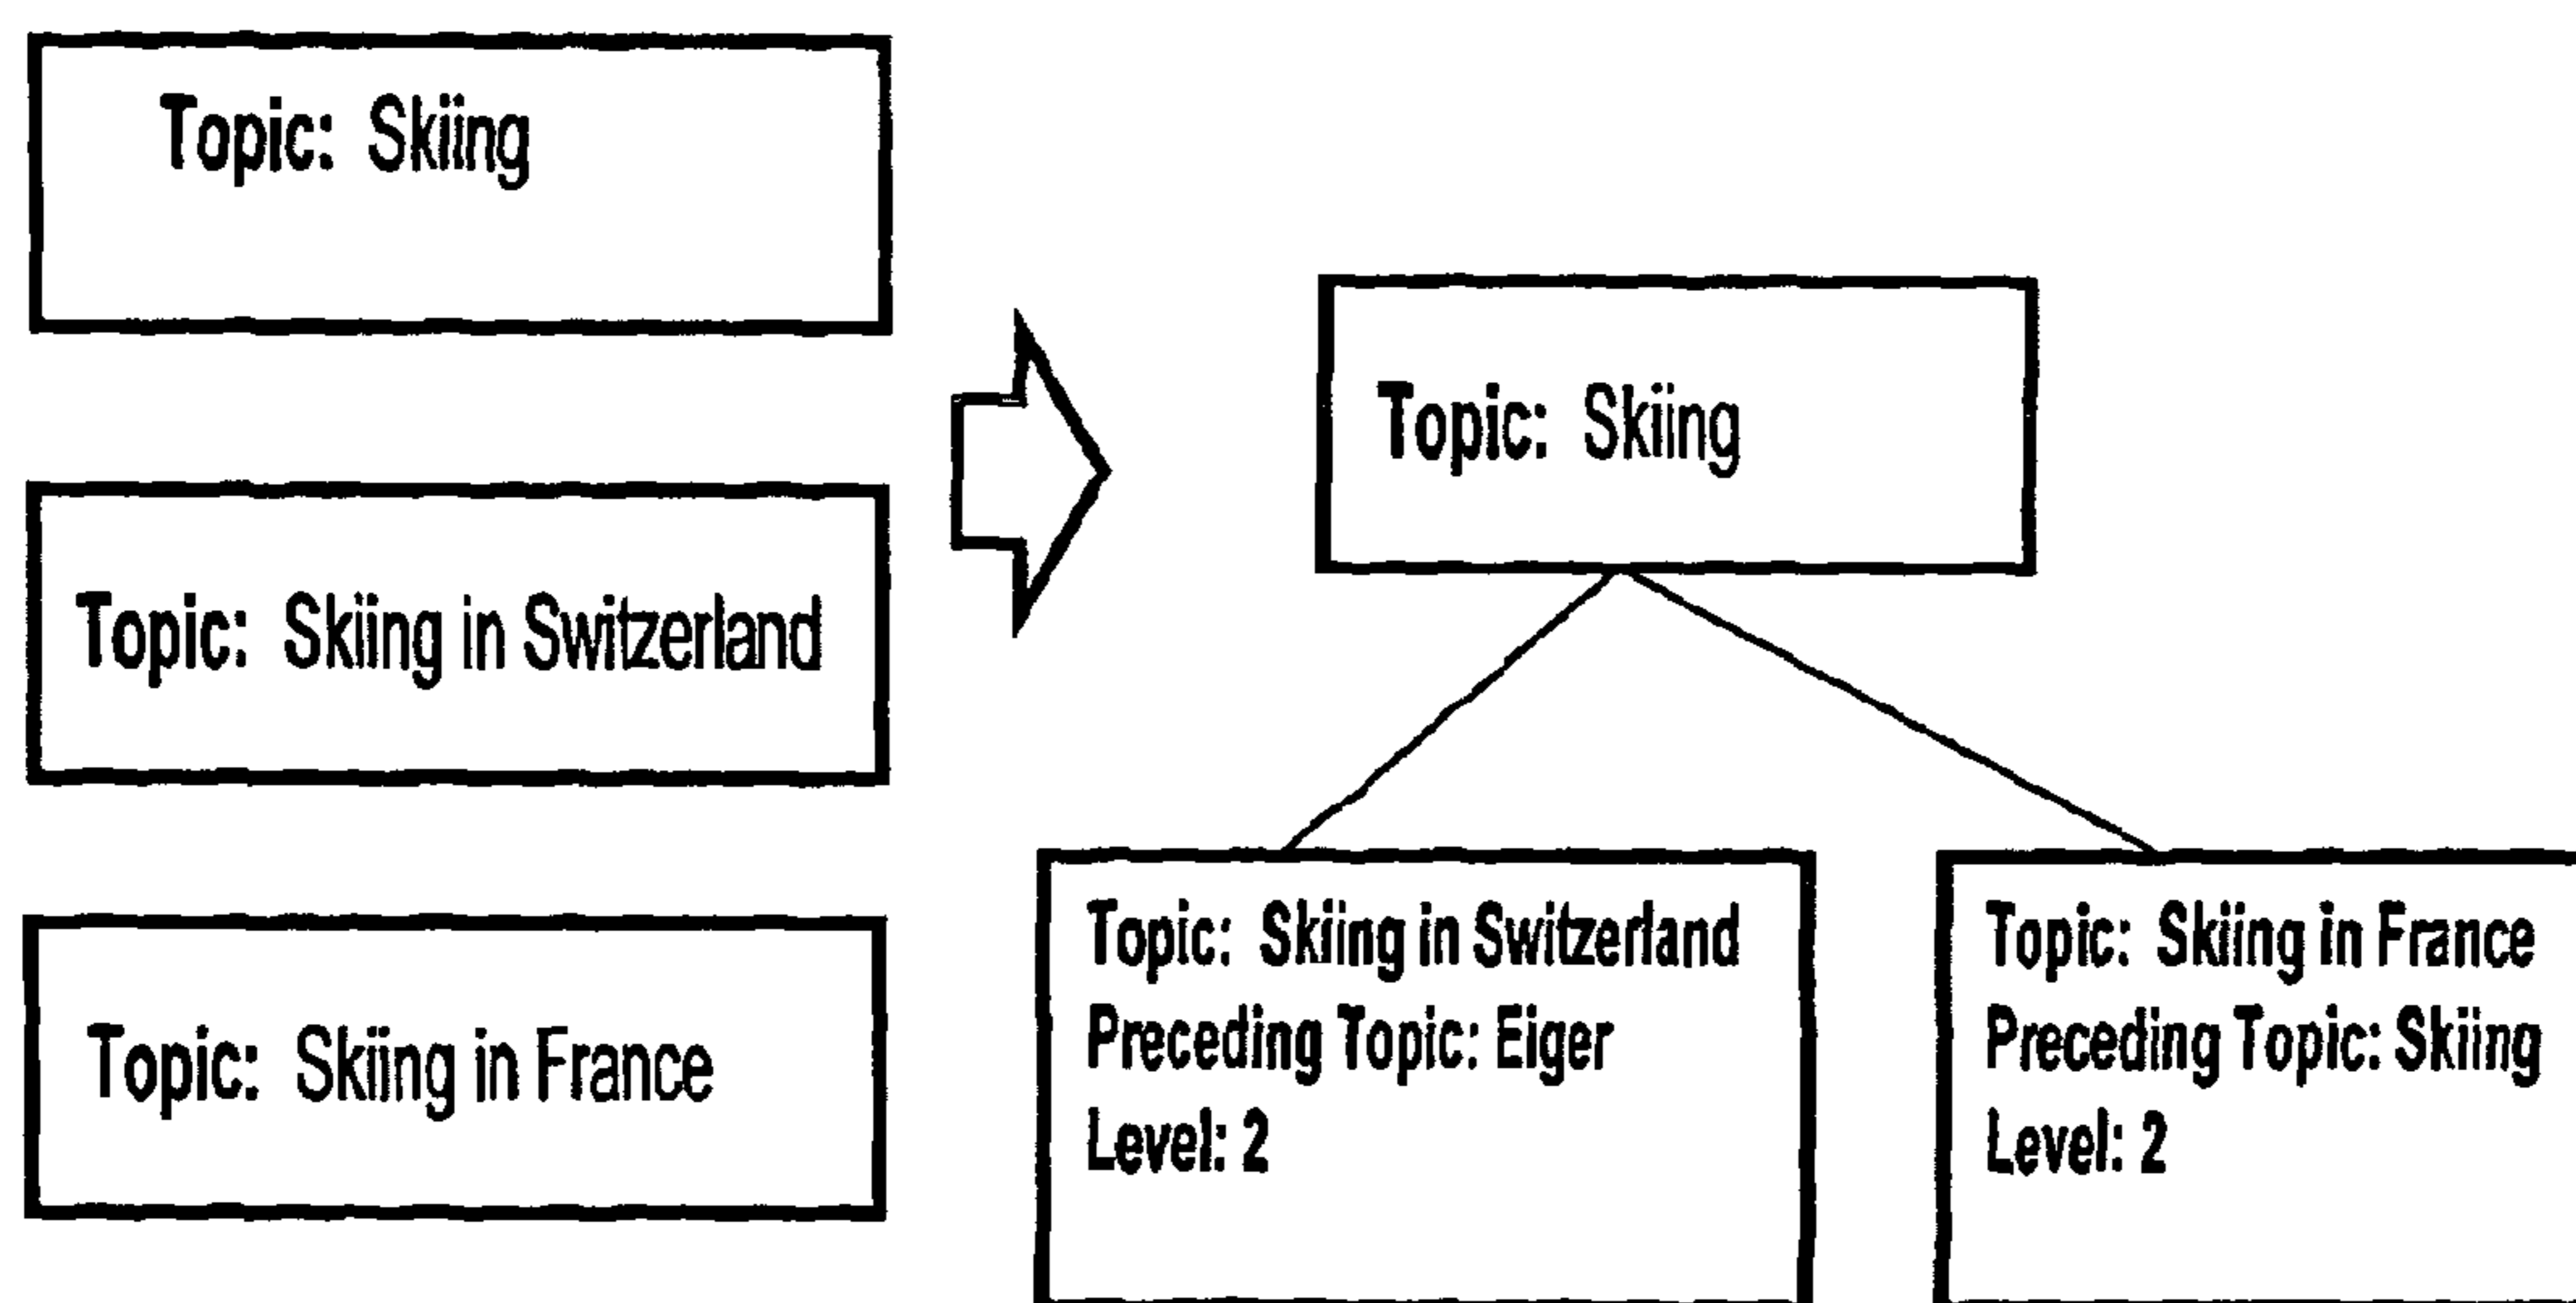 Topic: Skiing
Topic: Skiing in Switzerland
Topic: Skiing in France
Topic: Skiing
Topic: Skiing in Switzerland
Preceding Topic: Eiger
Level: 2
Topic: Skiing in France
Preceding Topic: Skiing
Level: 2